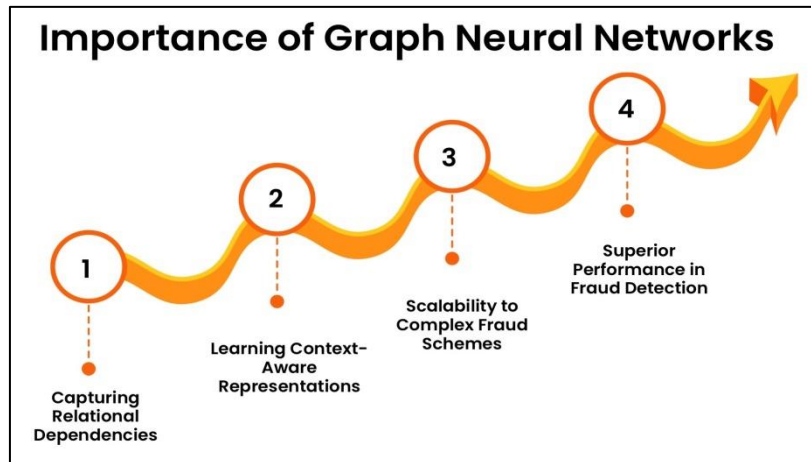 Importance of Graph Neural Networks
1
Capturing
Relational
Dependencies
2
Learning Context-
Aware
Representations
3
Scalability to
Complex Fraud
Schemes
4
Superior
Performance in
Fraud Detection